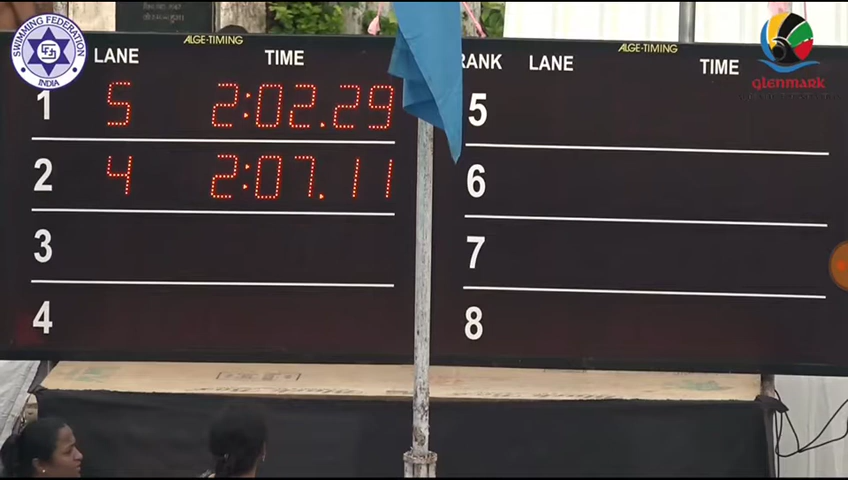 SWIMMING FEDERATION
SFI
INDIA
GLENMARK
LANE TIME
ALGE-TIMING
1 5 2:02.29
2 4 2:07.11
3
4
ALGE-TIMING
RANK LANE TIME
5
6
7
8